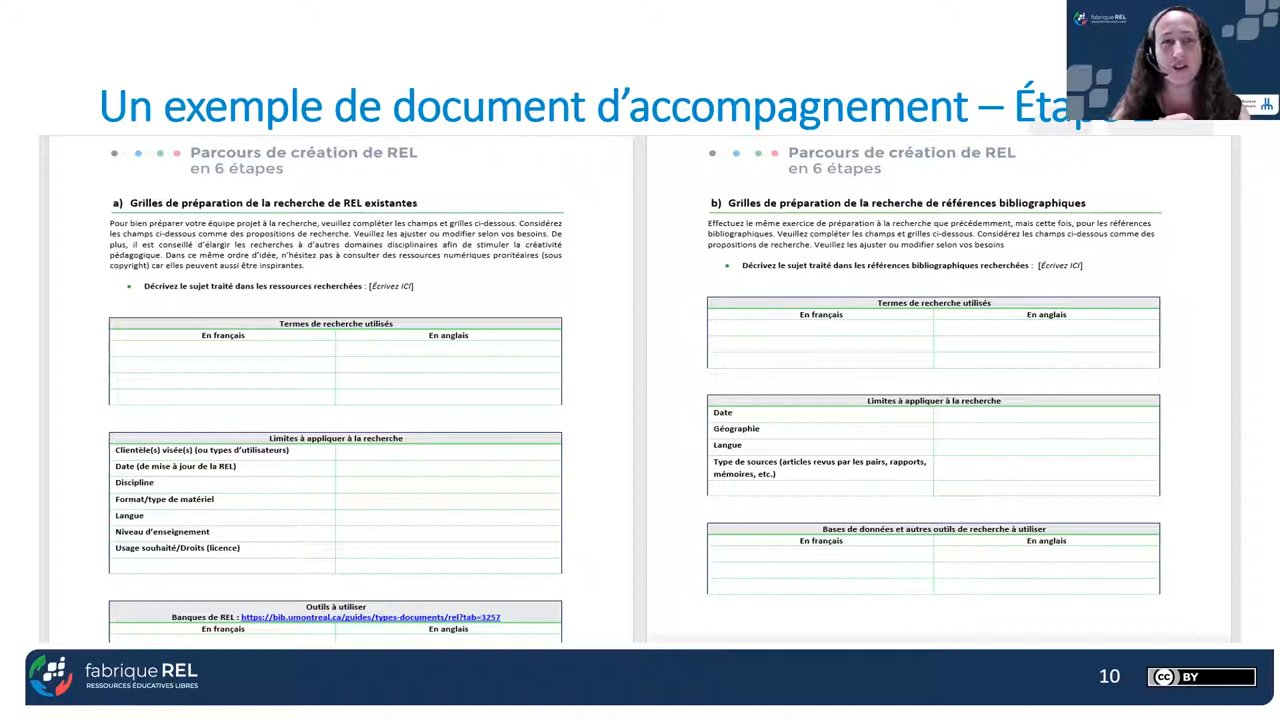 fabrique REL
Un exemple de document d’accompagnement – Étape
Parcours de création de REL
en 6 étapes
a) Grilles de préparation de la recherche de REL existantes
Pour bien préparer votre équipe projet à la recherche, veuillez compléter les champs et grilles ci-dessous. Considérez
les champs ci-dessous comme des propositions de recherche. Veuillez les ajuster ou modifier selon vos besoins. De
plus, il est conseillé d’élargir les recherches à d’autres domaines disciplinaires afin de stimuler la créativité
pédagogique. Dans ce même ordre d’idée, n’hésitez pas à consulter des ressources numériques proritéaires (sous
copyright) car elles peuvent aussi être inspirantes.
• Décrivez le sujet traité dans les ressources recherchées : [Écrivez ICI]
Termes de recherche utilisés
En français En anglais
Limites à appliquer à la recherche
Clientèle(s) visée(s) (ou types d’utilisateurs)
Date (de mise à jour de la REL)
Discipline
Format/type de matériel
Langue
Niveau d’enseignement
Usage souhaité/Droits (licence)
Outils à utiliser
Banques de REL : https://bib.umontreal.ca/guides/types-documents/rel?tab=3257
En français En anglais
Parcours de création de REL
en 6 étapes
b) Grilles de préparation de la recherche de références bibliographiques
Effectuez le même exercice de préparation à la recherche que précédemment, mais cette fois, pour les références
bibliographiques. Veuillez compléter les champs et grilles ci-dessous. Considérez les champs ci-dessous comme des
propositions de recherche. Veuillez les ajuster ou modifier selon vos besoins
• Décrivez le sujet traité dans les références bibliographiques recherchées : [Écrivez ICI]
Termes de recherche utilisés
En français En anglais
Limites à appliquer à la recherche
Date
Géographie
Langue
Type de sources (articles revus par les pairs, rapports,
mémoires, etc.)
Bases de données et autres outils de recherche à utiliser
En français En anglais
fabrique REL
RESSOURCES ÉDUCATIVES LIBRES
10
cc BY